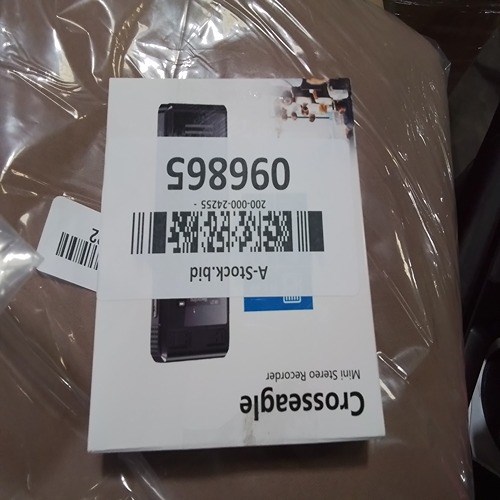 Crosseagle
Mini Stereo Recorder
A-Stock.bid
200-000-24255 -
096865